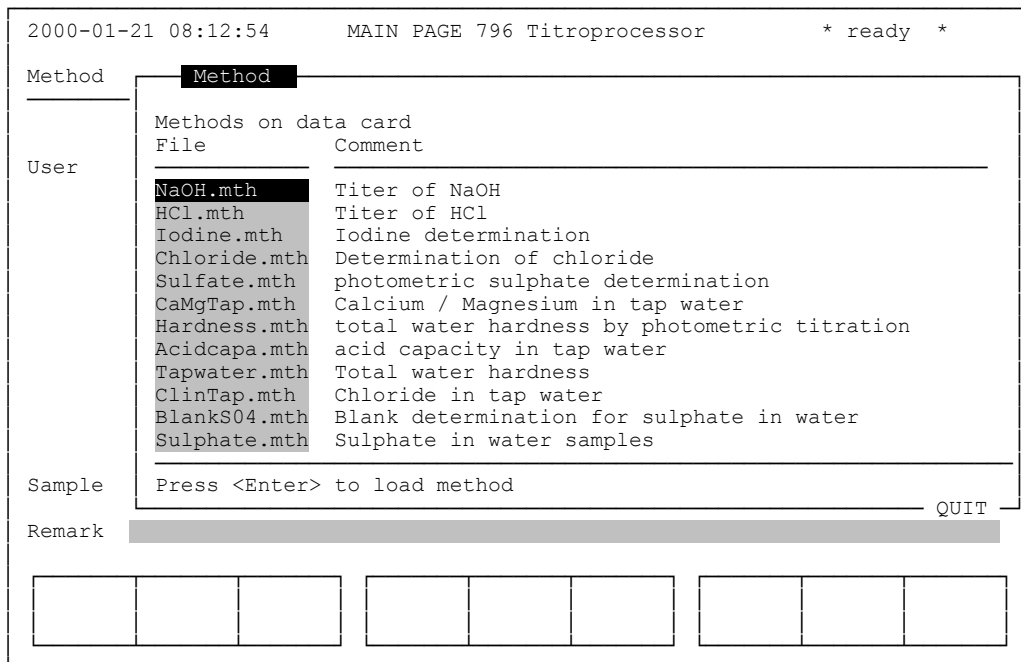 2000-01-21 08:12:54 MAIN PAGE 796 Titroprocessor * ready *
Method
Method
Methods on data card
File Comment
User
NaOH.mth Titer of NaOH
HCl.mth Titer of HCl
Iodine.mth Iodine determination
Chloride.mth Determination of chloride
Sulfate.mth photometric sulphate determination
CaMgTap.mth Calcium / Magnesium in tap water
Hardness.mth total water hardness by photometric titration
Acidcapa.mth acid capacity in tap water
Tapwater.mth Total water hardness
ClinTap.mth Chloride in tap water
BlankS04.mth Blank determination for sulphate in water
Sulphate.mth Sulphate in water samples
Sample Press <Enter> to load method
QUIT
Remark